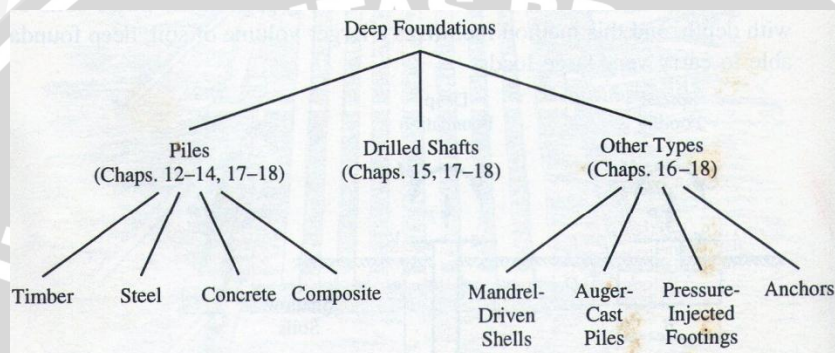 Deep Foundations
Piles
(Chaps. 12–14, 17–18)
Drilled Shafts
(Chaps. 15, 17–18)
Other Types
(Chaps. 16–18)
Timber
Steel
Concrete
Composite
Mandrel-
Driven
Shells
Auger-
Cast
Piles
Pressure-
Injected
Footings
Anchors